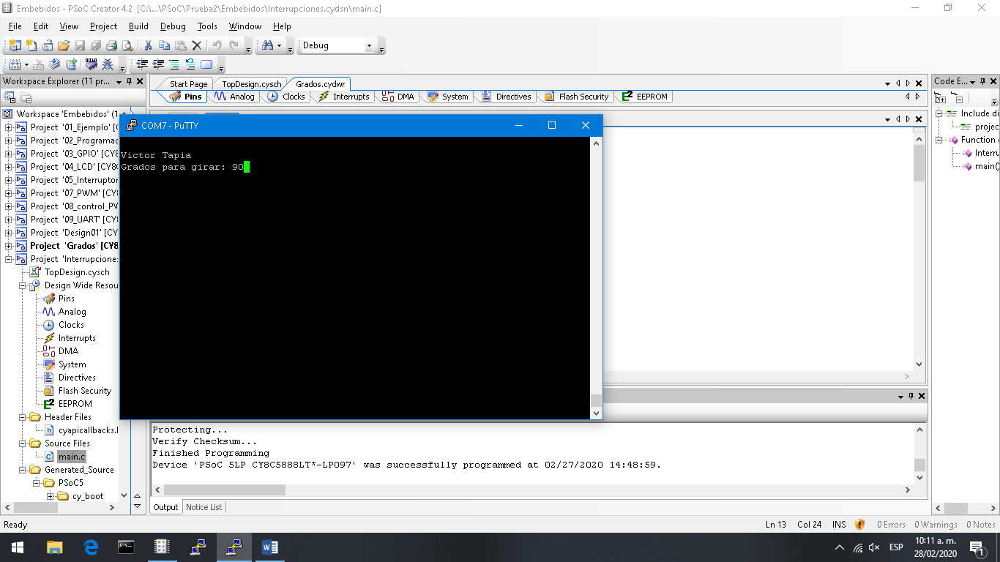 Embebidos - PSoC Creator 4.2 [C:\...\PSoC\Prueba2\Embebidos\Interrupciones.cydsn\main.c]
File Edit View Project Build Debug Tools Window Help
Debug
Workspace Explorer (11 pr...
Start Page TopDesign.cysch Grados.cydwr
Code E...
Pins Analog Clocks Interrupts DMA System Directives Flash Security EEPROM
Workspace 'Embebidos' (1
Project '01_Ejemplo' [C
Project '02_Programac
Project '03_GPIO' [CY8
Project '04_LCD' [CY8C
Project '05_Interruptor
Project '07_PWM' [CY8
Project '08_control_PW
Project '09_UART' [CY8
Project 'Design01' [CY
Project 'Grados' [CY8
Project 'Interrupcione
TopDesign.cysch
Design Wide Resou
Pins
Analog
Clocks
Interrupts
DMA
System
Directives
Flash Security
EEPROM
Header Files
cyapicallbacks.h
Source Files
main.c
Generated_Source
PSoC5
cy_boot
COM7 - PuTTY
Victor Tapia
Grados para girar: 90
Include di
projec
Function d
Interru
main()
Protecting...
Verify Checksum...
Finished Programming
Device 'PSoC 5LP CY8C5888LT*-LP097' was successfully programmed at 02/27/2020 14:48:59.
Output Notice List
Ready
Ln 13 Col 24 INS 0 Errors 0 Warnings 0 Notes
ESP
10:11 a. m.
28/02/2020
1